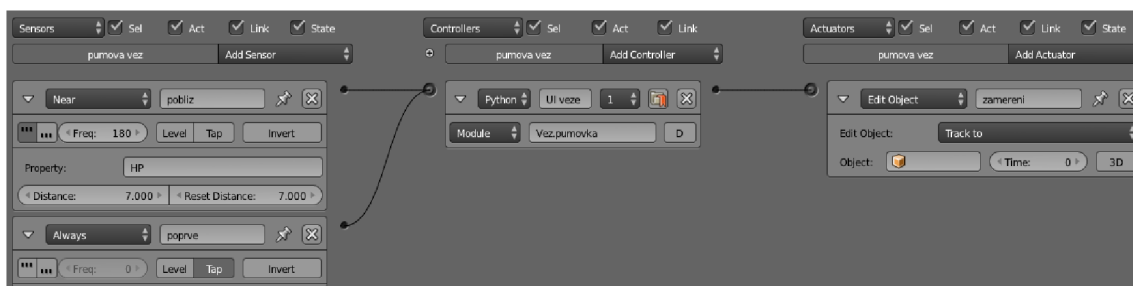 Sensors Sel Act Link State
pumova vez Add Sensor
Near pobliz
Freq: 180 Level Tap Invert
Property: HP
Distance: 7.000 Reset Distance: 7.000
Always poprve
Freq: 0 Level Tap Invert
Controllers Sel Act Link
pumova vez Add Controller
Python UI veze 1
Module Vez.pumovka D
Actuators Sel Act Link State
pumova vez Add Actuator
Edit Object zamereni
Edit Object: Track to
Object: Time: 0 3D